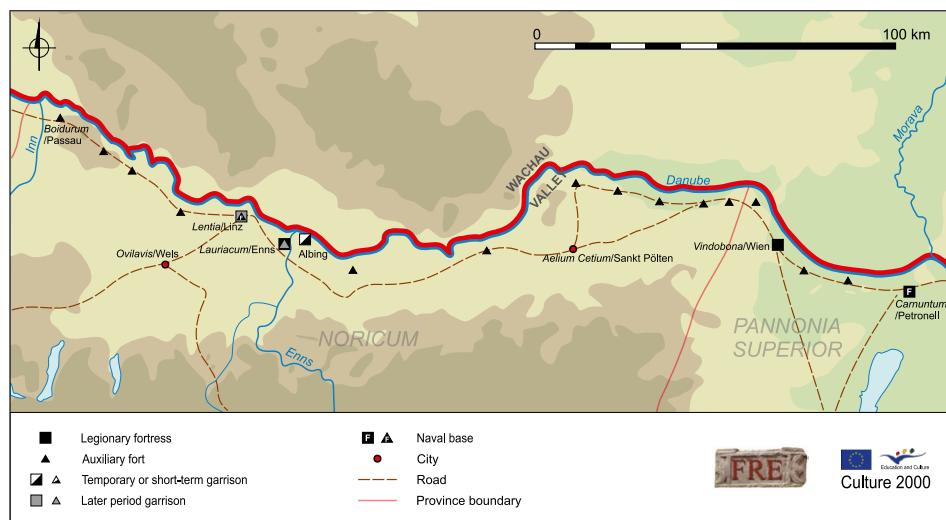 0
100 km
Boidurum
/Passau
Inn
Morava
WACHAU
VALLEY
Danube
Lentia/Linz
Lauriacum/Enns
Albing
Ovilavis/Wels
Aelium Cetium/Sankt Pölten
Vindobona/Wien
Carnuntum
/Petronell
NORICUM
PANNONIA
SUPERIOR
Enns
Legionary fortress
Auxiliary fort
Temporary or short-term garrison
Later period garrison
F F Naval base
City
Road
Province boundary
FRE
Education and Culture
Culture 2000